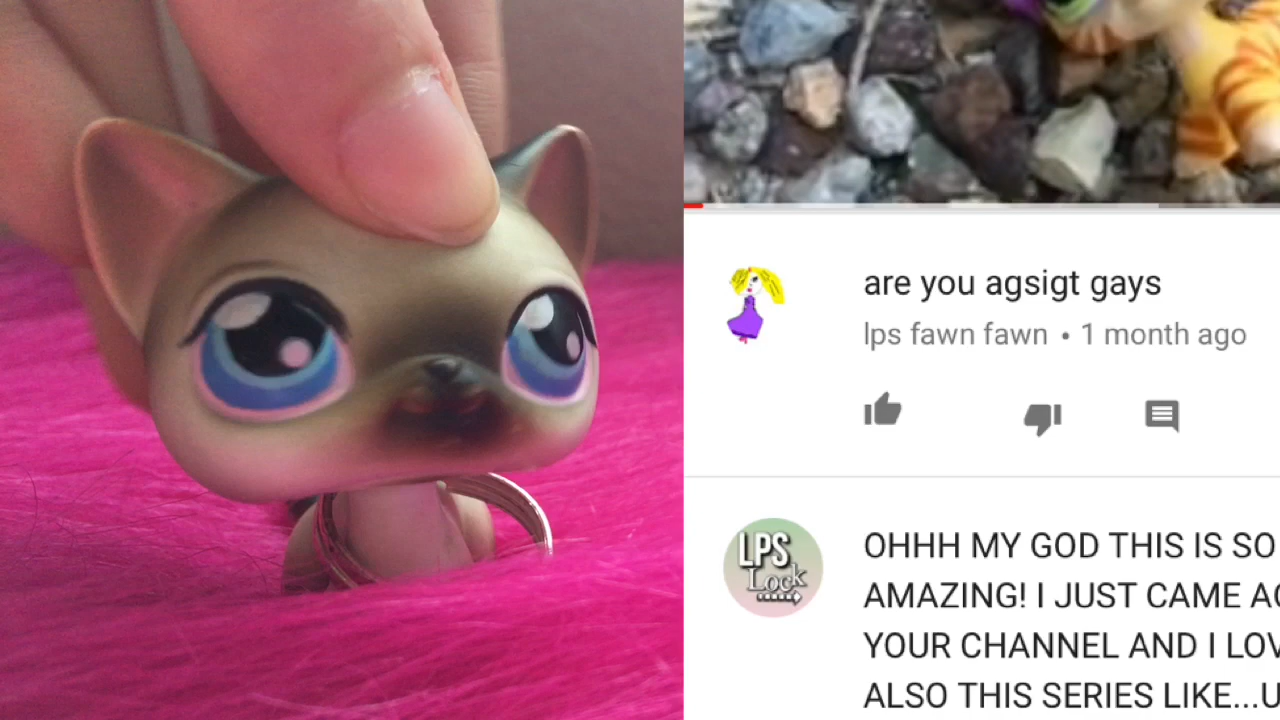 are you agsigt gays
lps fawn fawn • 1 month ago
LPS
Lock
OHHH MY GOD THIS IS SO
AMAZING! I JUST CAME
YOUR CHANNEL AND I
ALSO THIS SERIES LIKE...U